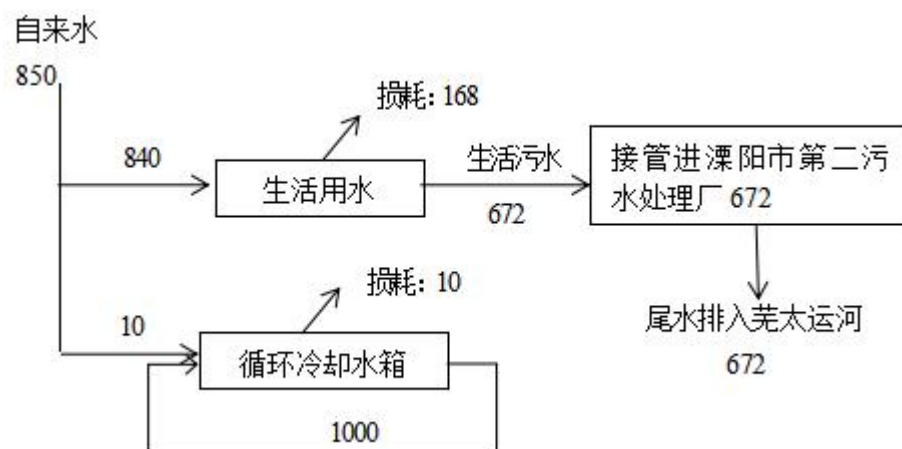 自来水
850
损耗：168
840
生活用水
生活污水
672
接管进溧阳市第二污
水处理厂 672
损耗：10
10
循环冷却水箱
尾水排入芜太运河
672
1000